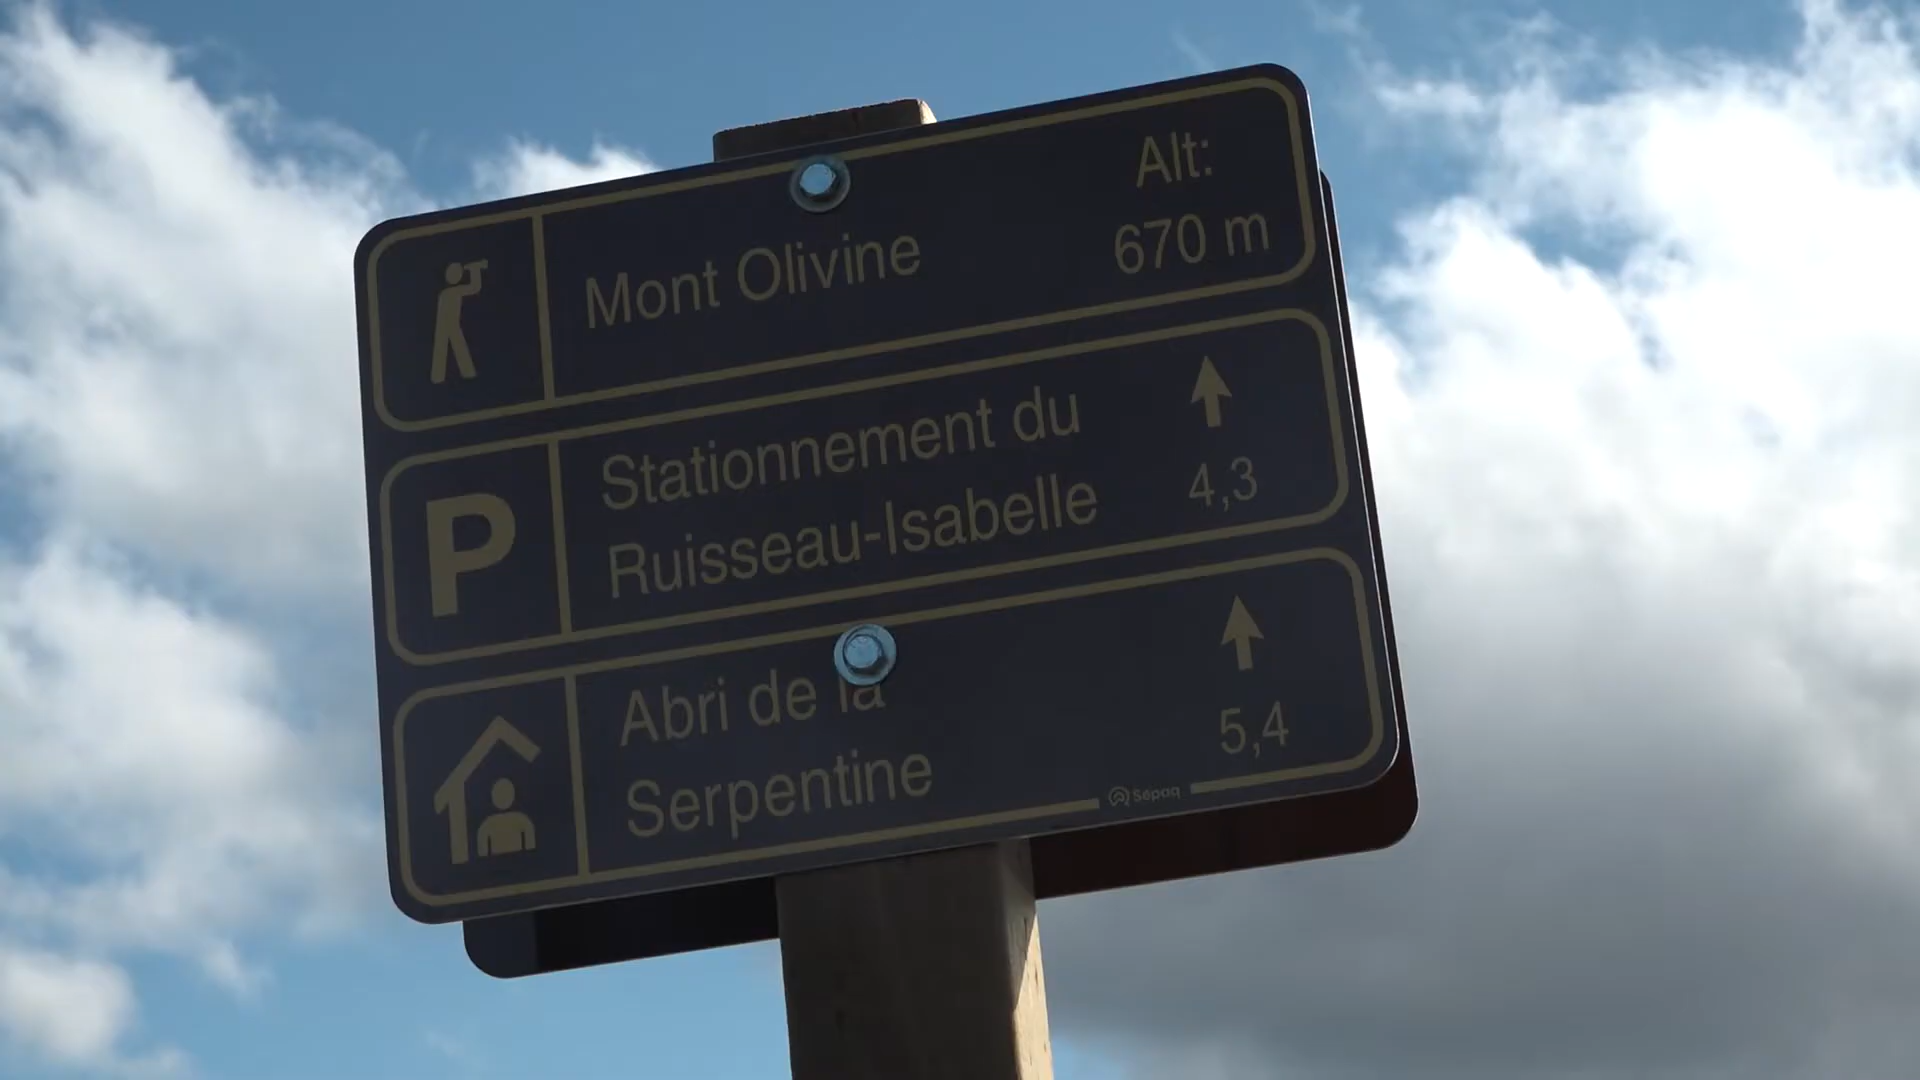 Mont Olivine
Alt:
670 m
P
Stationnement du
Ruisseau-Isabelle
4,3
Abri de la
Serpentine
5,4
Sépaq